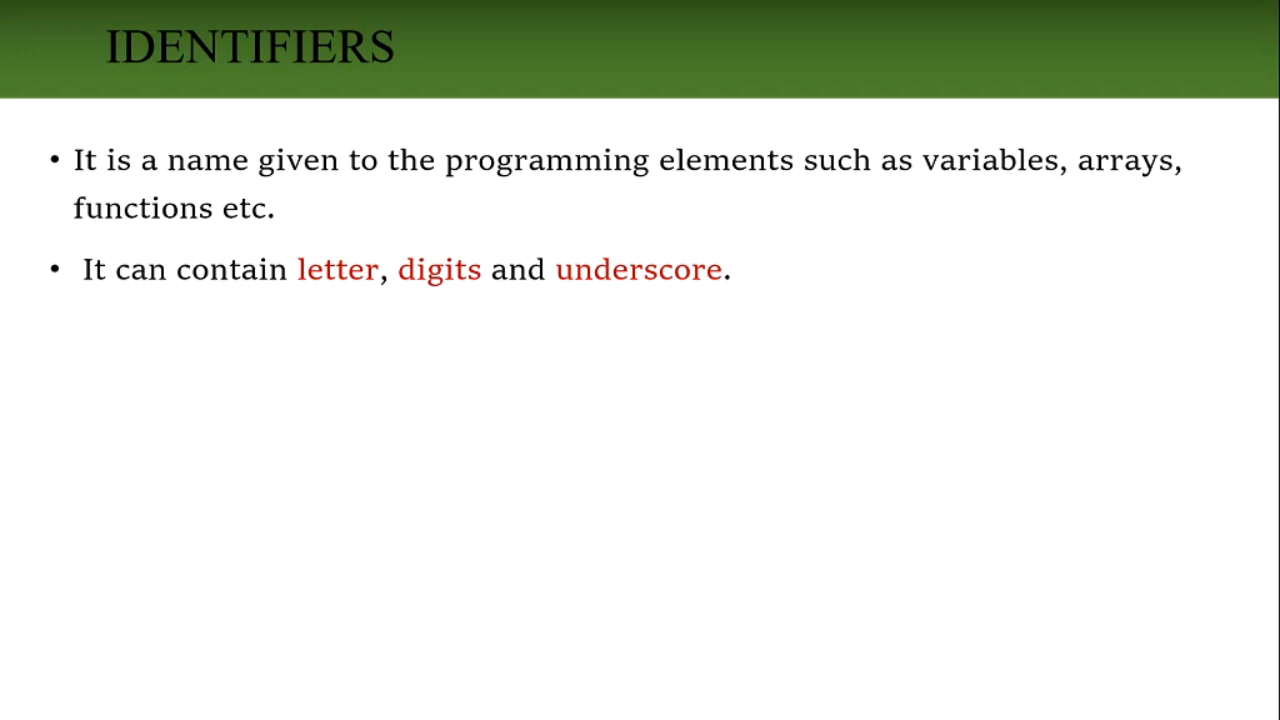 IDENTIFIERS
• It is a name given to the programming elements such as variables, arrays,
functions etc.
• It can contain letter, digits and underscore.